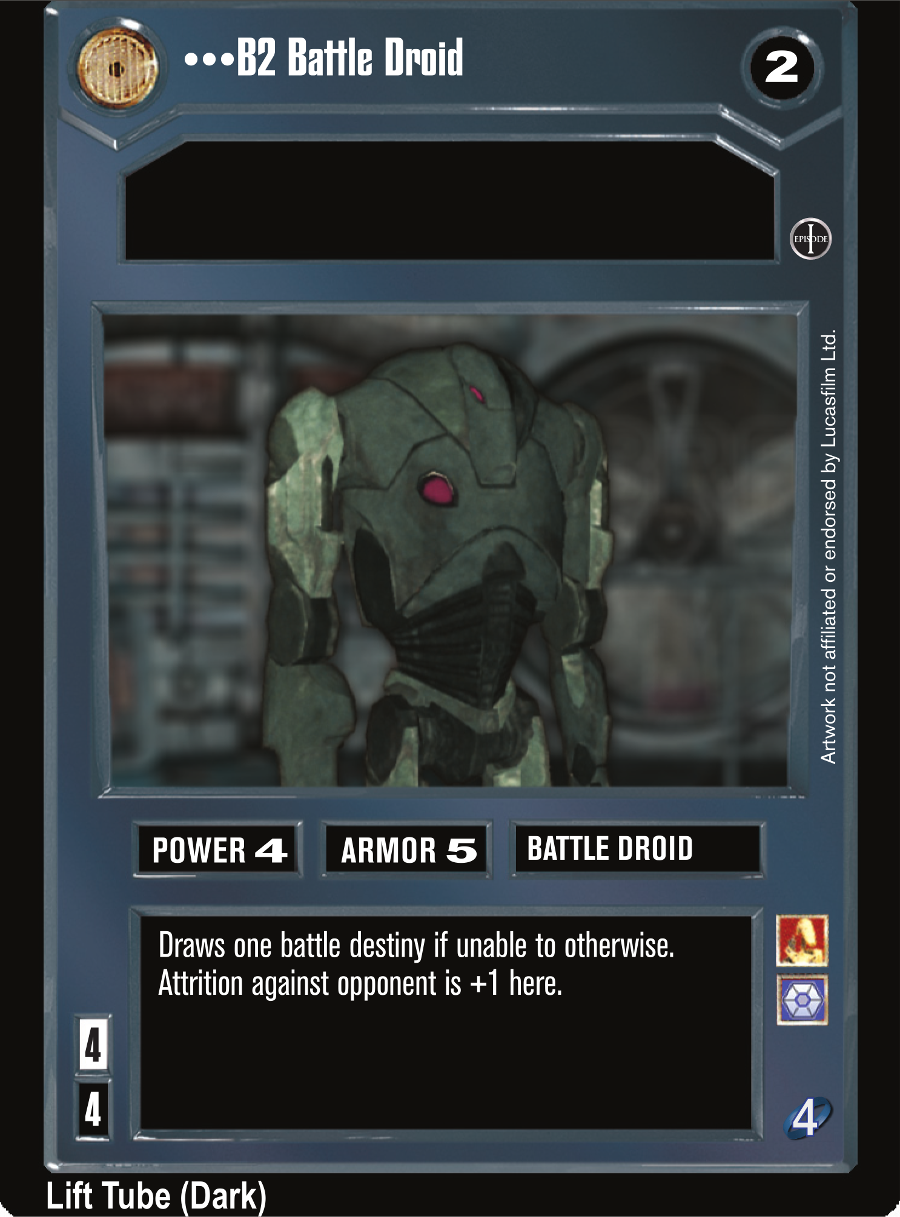 •••B2 Battle Droid
2
EPISODE I
Artwork not affiliated or endorsed by Lucasfilm Ltd.
POWER 4
ARMOR 5
BATTLE DROID
Draws one battle destiny if unable to otherwise.
Attrition against opponent is +1 here.
4
4
4
Lift Tube (Dark)